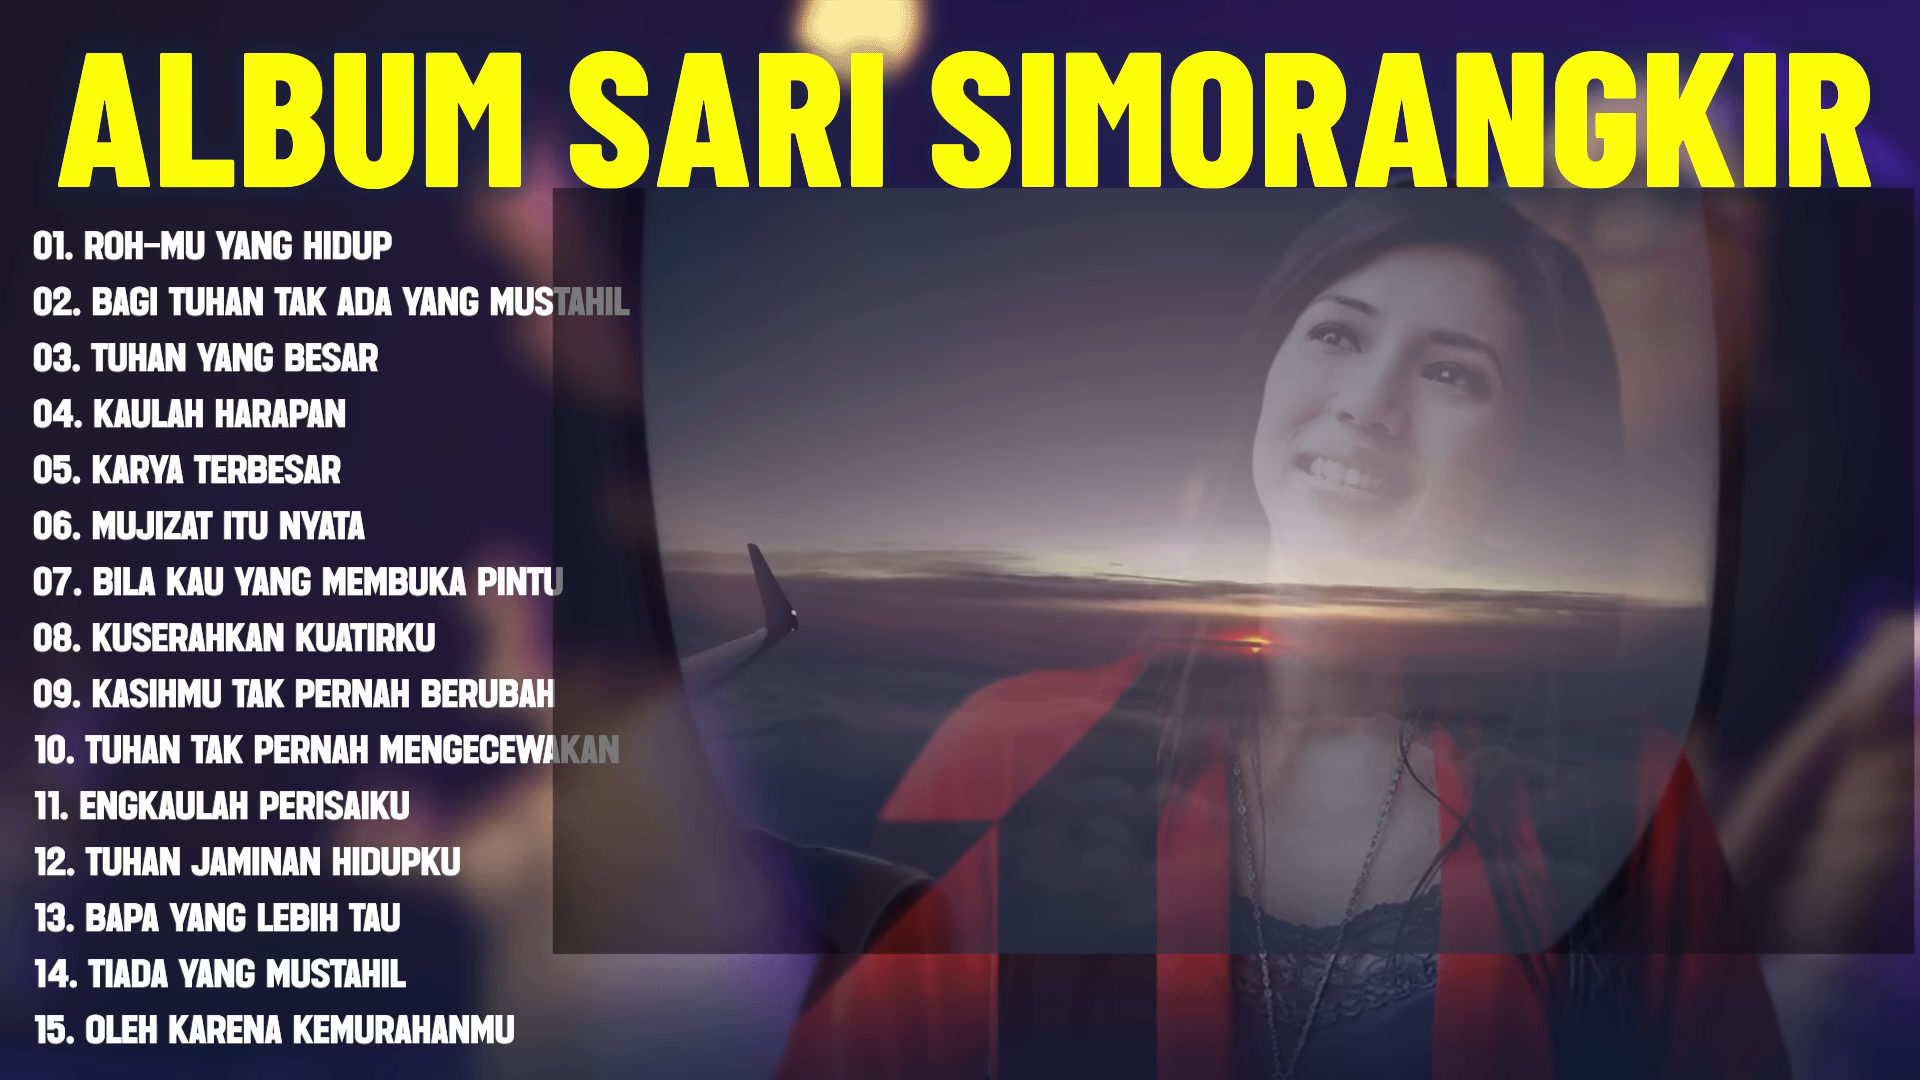 ALBUM SARI SIMORANGKIR
01. ROH-MU YANG HIDUP
02. BAGI TUHAN TAK ADA YANG MUSTAHIL
03. TUHAN YANG BESAR
04. KAULAH HARAPAN
05. KARYA TERBESAR
06. MUJIZAT ITU NYATA
07. BILA KAU YANG MEMBUKA PINTU
08. KUSERAHKAN KUATIRKU
09. KASIHMU TAK PERNAH BERUBAH
10. TUHAN TAK PERNAH MENGECEWAKAN
11. ENGKAULAH PERISAIKU
12. TUHAN JAMINAN HIDUPKU
13. BAPA YANG LEBIH TAU
14. TIADA YANG MUSTAHIL
15. OLEH KARENA KEMURAHANMU